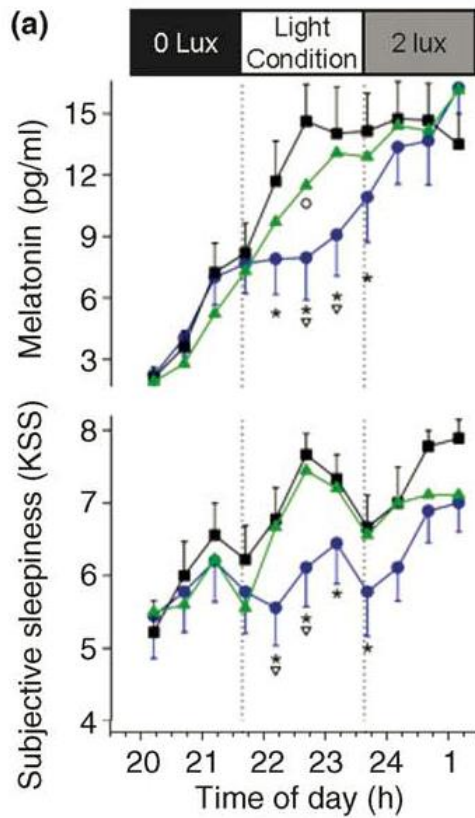 (a)
0 Lux
Light
Condition
2 lux
Melatonin (pg/ml)
15
12
9
6
3
Subjective sleepiness (KSS)
8
7
6
5
4
20 21 22 23 24 1
Time of day (h)